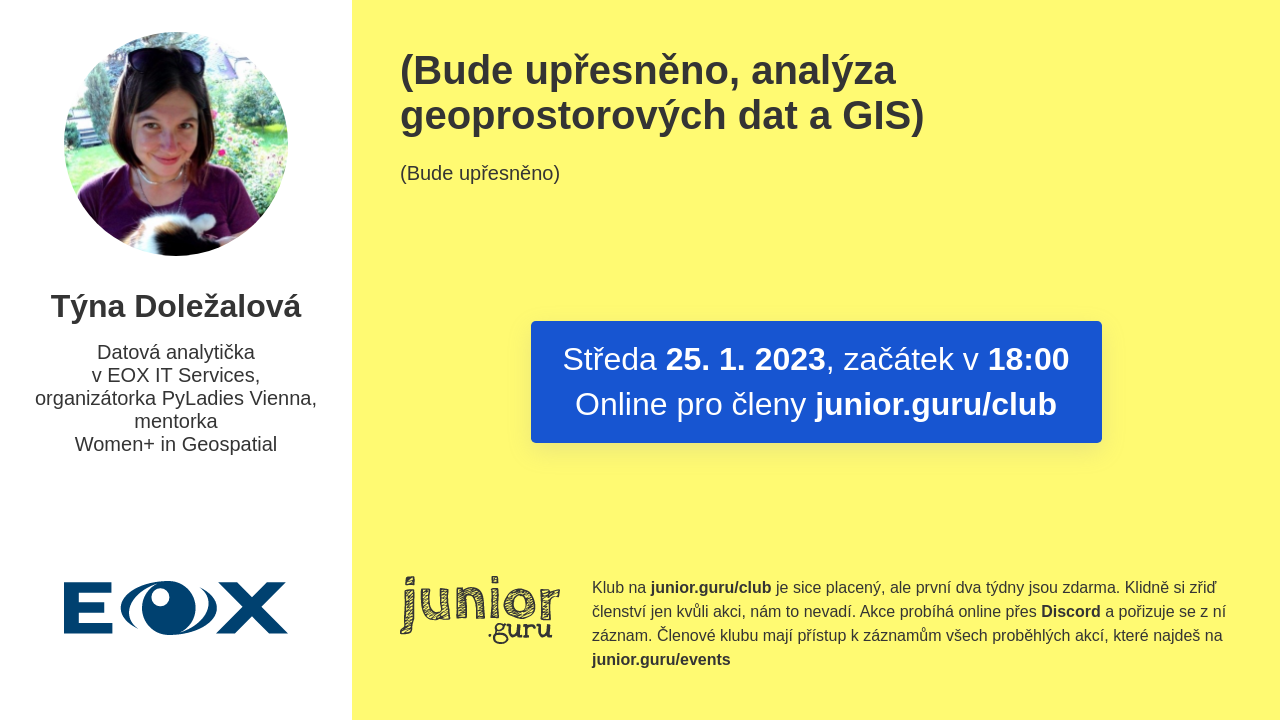 (Bude upřesněno, analýza
geoprostorových dat a GIS)
(Bude upřesněno)
Týna Doležalová
Datová analytička
v EOX IT Services,
organizátorka PyLadies Vienna,
mentorka
Women+ in Geospatial
Středa 25. 1. 2023, začátek v 18:00
Online pro členy junior.guru/club
EOX
junior
.guru
Klub na junior.guru/club je sice placený, ale první dva týdny jsou zdarma. Klidně si zřiď
členství jen kvůli akci, nám to nevadí. Akce probíhá online přes Discord a pořizuje se z ní
záznam. Členové klubu mají přístup k záznamům všech proběhlých akcí, které najdeš na
junior.guru/events